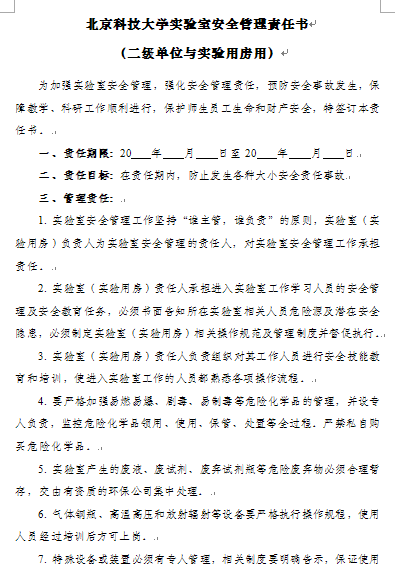 北京科技大学实验室安全管理责任书
（二级单位与实验用房用）
为加强实验室安全管理，强化安全管理责任，预防安全事故发生，保
障教学、科研工作顺利进行，保护师生员工生命和财产安全，特签订本责
任书。
一、责任期限：20___年____月____日至 20___年____月____日
二、责任目标：在责任期内，防止发生各种大小安全责任事故
三、管理责任：
1. 实验室安全管理工作坚持“谁主管，谁负责”的原则，实验室（实
验用房）负责人为实验室安全管理的责任人，对实验室安全管理工作承担
责任。
2. 实验室（实验用房）责任人承担进入实验室工作学习人员的安全管
理及安全教育任务，必须书面告知所在实验室相关人员危险源及潜在安全
隐患，必须制定实验室（实验用房）相关操作规范及管理制度并督促执行。
3. 实验室（实验用房）责任人负责组织对其工作人员进行安全技能教
育和培训，使进入实验室工作的人员都熟悉各项操作流程。
4. 要严格加强易燃易爆、剧毒、易制毒等危险化学品的管理，并设专
人负责，监控危险化学品领用、使用、保管、处置等全过程。严禁私自购
买危险化学品。
5. 实验室产生的废液、废试剂、废弃试剂瓶等危险废弃物必须合理暂
存，交由有资质的环保公司集中处理。
6. 气体钢瓶、高温高压和放射辐射等设备要严格执行操作规程，使用
人员经过培训后方可上岗。
7. 特殊设备或装置必须有专人管理，相关制度要明确告示，保证使用